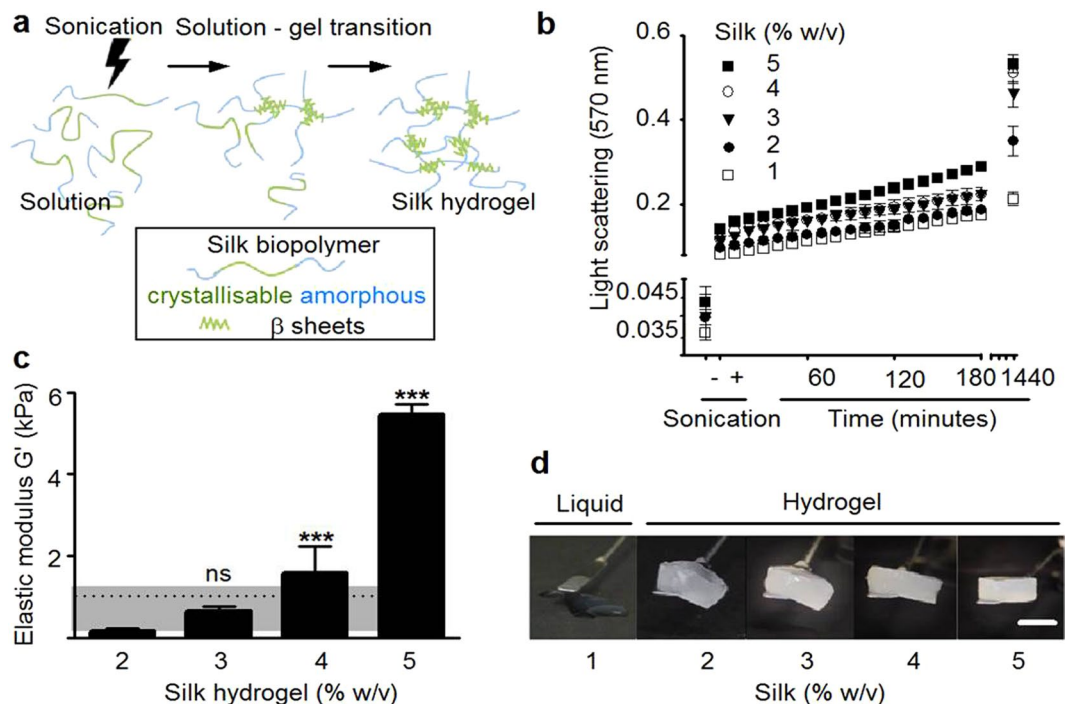 a
Sonication
Solution - gel transition
Solution
Silk hydrogel
Silk biopolymer
crystallisable amorphous
β sheets
b
Silk (% w/v)
5
4
3
2
1
Light scattering (570 nm)
0.6
0.4
0.2
0.045
0.035
- + 60 120 180 1440
Sonication Time (minutes)
c
Elastic modulus G' (kPa)
6
4
2
ns
***
***
2 3 4 5
Silk hydrogel (% w/v)
d
Liquid Hydrogel
1 2 3 4 5
Silk (% w/v)